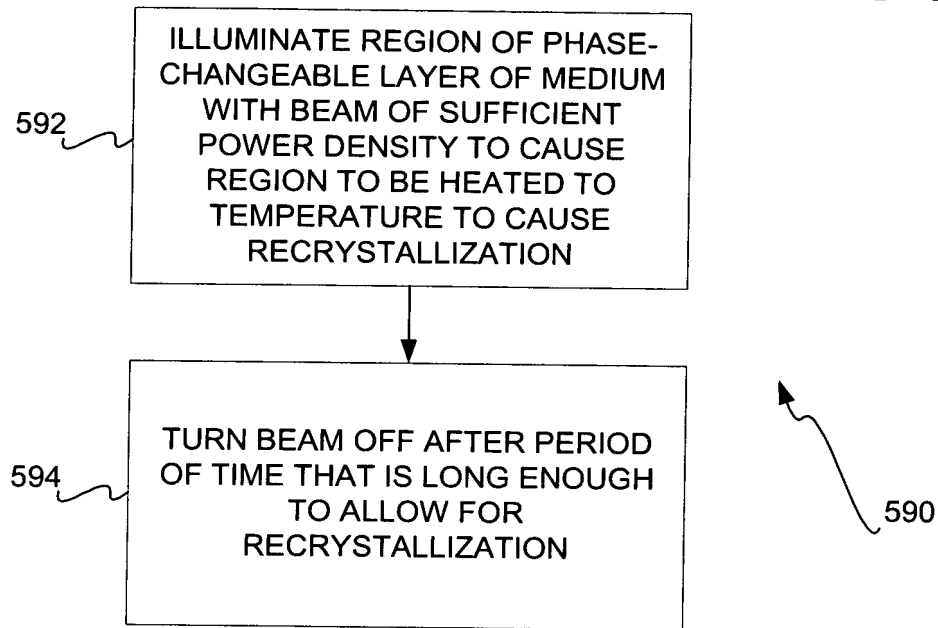 ILLUMINATE REGION OF PHASE-
CHANGEABLE LAYER OF MEDIUM
WITH BEAM OF SUFFICIENT
POWER DENSITY TO CAUSE
REGION TO BE HEATED TO
TEMPERATURE TO CAUSE
RECRYSTALLIZATION
592
TURN BEAM OFF AFTER PERIOD
OF TIME THAT IS LONG ENOUGH
TO ALLOW FOR
RECRYSTALLIZATION
594
590